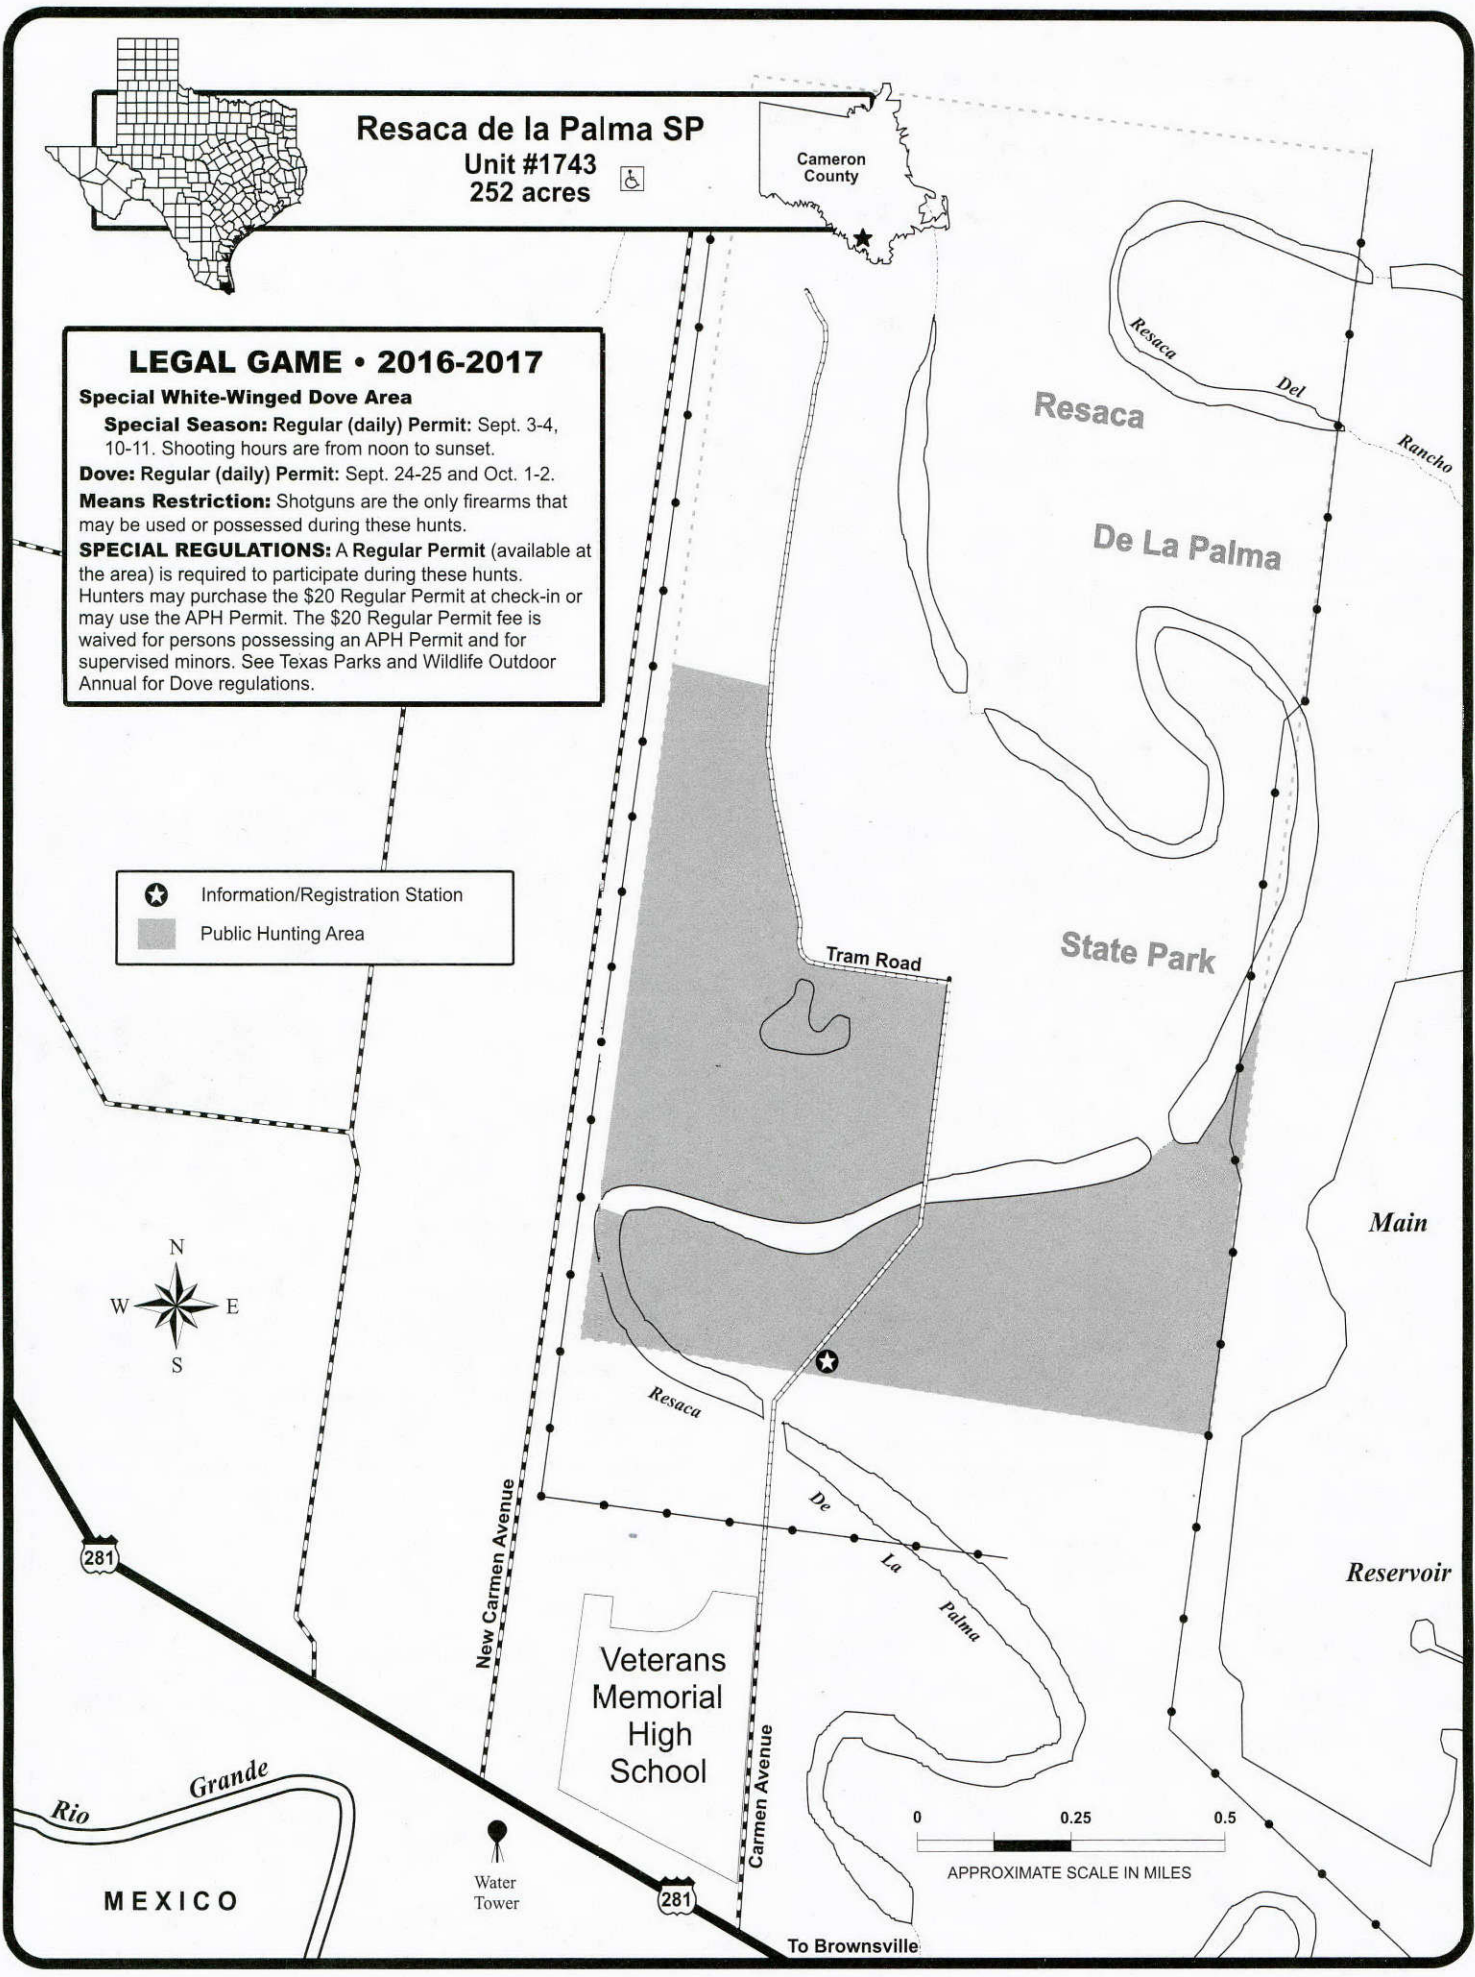 Resaca de la Palma SP
Unit #1743
252 acres
Cameron
County
LEGAL GAME • 2016-2017
Special White-Winged Dove Area
Special Season: Regular (daily) Permit: Sept. 3-4,
10-11. Shooting hours are from noon to sunset.
Dove: Regular (daily) Permit: Sept. 24-25 and Oct. 1-2.
Means Restriction: Shotguns are the only firearms that
may be used or possessed during these hunts.
SPECIAL REGULATIONS: A Regular Permit (available at
the area) is required to participate during these hunts.
Hunters may purchase the $20 Regular Permit at check-in or
may use the APH Permit. The $20 Regular Permit fee is
waived for persons possessing an APH Permit and for
supervised minors. See Texas Parks and Wildlife Outdoor
Annual for Dove regulations.
Resaca
Del
Rancho
Resaca
De La Palma
State Park
Information/Registration Station
Public Hunting Area
Tram Road
Main
Reservoir
N
W
E
S
Resaca
De
La
Palma
New Carmen Avenue
281
Veterans
Memorial
High
School
Carmen Avenue
Rio
Grande
MEXICO
Water
Tower
281
0
0.25
0.5
APPROXIMATE SCALE IN MILES
To Brownsville